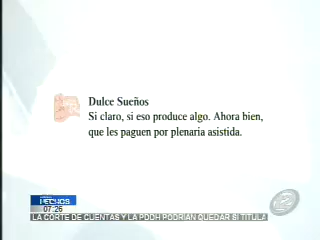 Dulce Sueños
Si claro, si eso produce algo. Ahora bien,
que les paguen por plenaria asistida.
HECHOS
07:26
LA CORTE DE CUENTAS Y LA PDDH PODRIAN QUEDAR SI TITULA